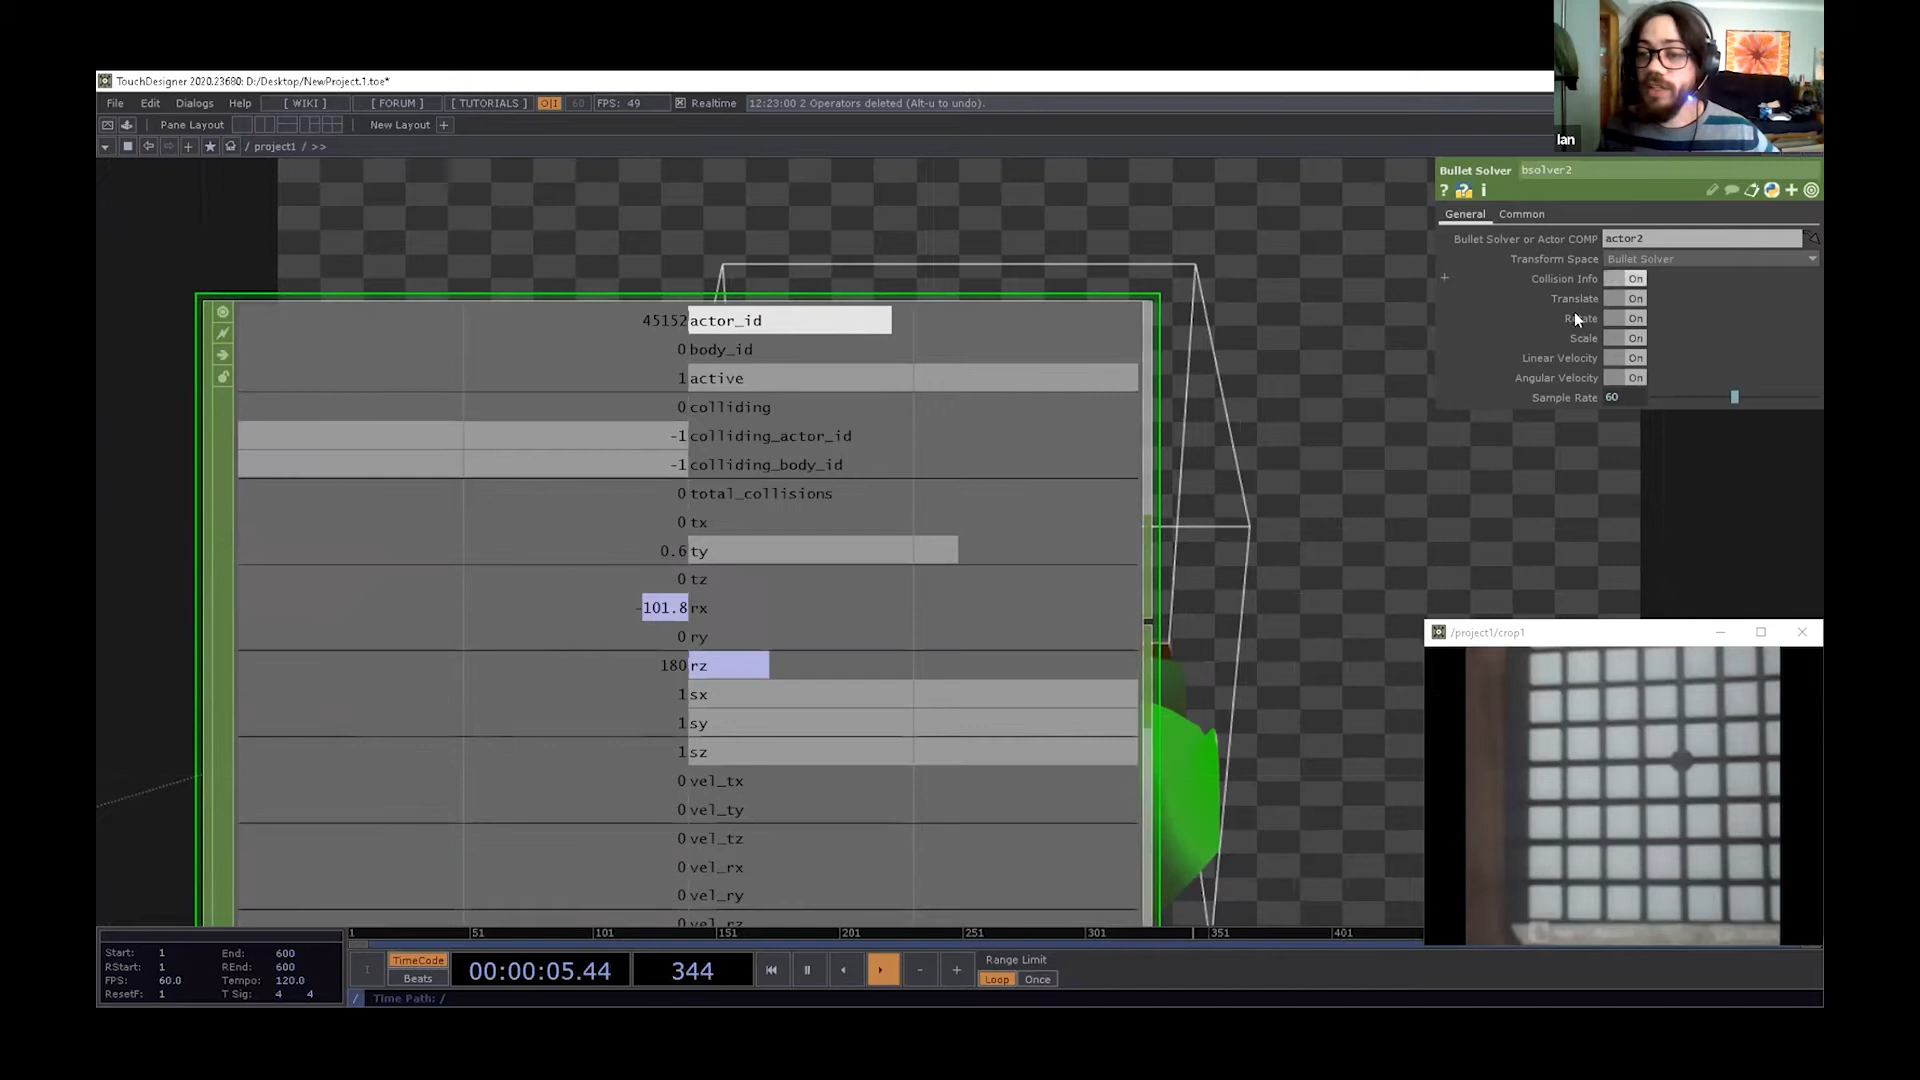 TouchDesigner 2020.23680: D:/Desktop/NewProject.1.toe*
File Edit Dialogs Help [ WIKI ] [ FORUM ] [ TUTORIALS ] O|I 60 FPS: 49 Realtime 12:23:00 2 Operators deleted (Alt-u to undo).
Pane Layout New Layout +
/ project1 / >>
Ian
Bullet Solver bsolver2
? i
General Common
Bullet Solver or Actor COMP actor2
Transform Space Bullet Solver
Collision Info On
Translate On
Rotate On
Scale On
Linear Velocity On
Angular Velocity On
Sample Rate 60
45152 actor_id
0 body_id
1 active
0 colliding
-1 colliding_actor_id
-1 colliding_body_id
0 total_collisions
0 tx
0.6 ty
0 tz
-101.8 rx
0 ry
180 rz
1 sx
1 sy
1 sz
0 vel_tx
0 vel_ty
0 vel_tz
0 vel_rx
0 vel_ry
0 vel_rz
/project1/crop1
1 51 101 151 201 251 301 351 401
Start: 1 End: 600
RStart: 1 REnd: 600
FPS: 60.0 Tempo: 120.0
ResetF: 1 T Sig: 4 4
TimeCode
Beats
00:00:05.44
344
Range Limit
Loop Once
/ Time Path: /